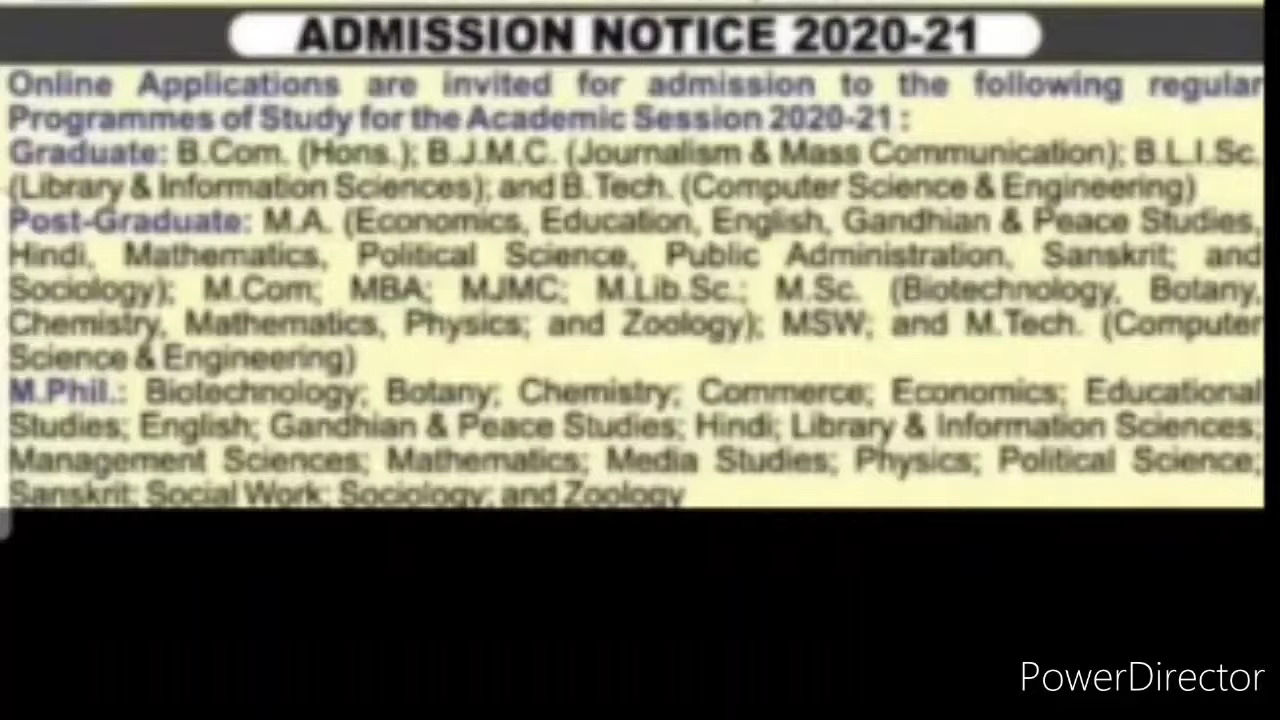 ADMISSION NOTICE 2020-21
Online Applications are invited for admission to the following regular
Programmes of Study for the Academic Session 2020-21 :
Graduate: B.Com. (Hons.); B.J.M.C. (Journalism & Mass Communication); B.L.I.Sc.
(Library & Information Sciences); and B.Tech. (Computer Science & Engineering)
Post-Graduate: M.A. (Economics, Education, English, Gandhian & Peace Studies,
Hindi, Mathematics, Political Science, Public Administration, Sanskrit; and
Sociology); M.Com; MBA; MJMC; M.Lib.Sc.; M.Sc. (Biotechnology, Botany,
Chemistry, Mathematics, Physics; and Zoology); MSW; and M.Tech. (Computer
Science & Engineering)
M.Phil.: Biotechnology; Botany; Chemistry; Commerce; Economics; Educational
Studies; English; Gandhian & Peace Studies; Hindi; Library & Information Sciences;
Management Sciences; Mathematics; Media Studies; Physics; Political Science;
Sanskrit; Social Work; Sociology; and Zoology
PowerDirector